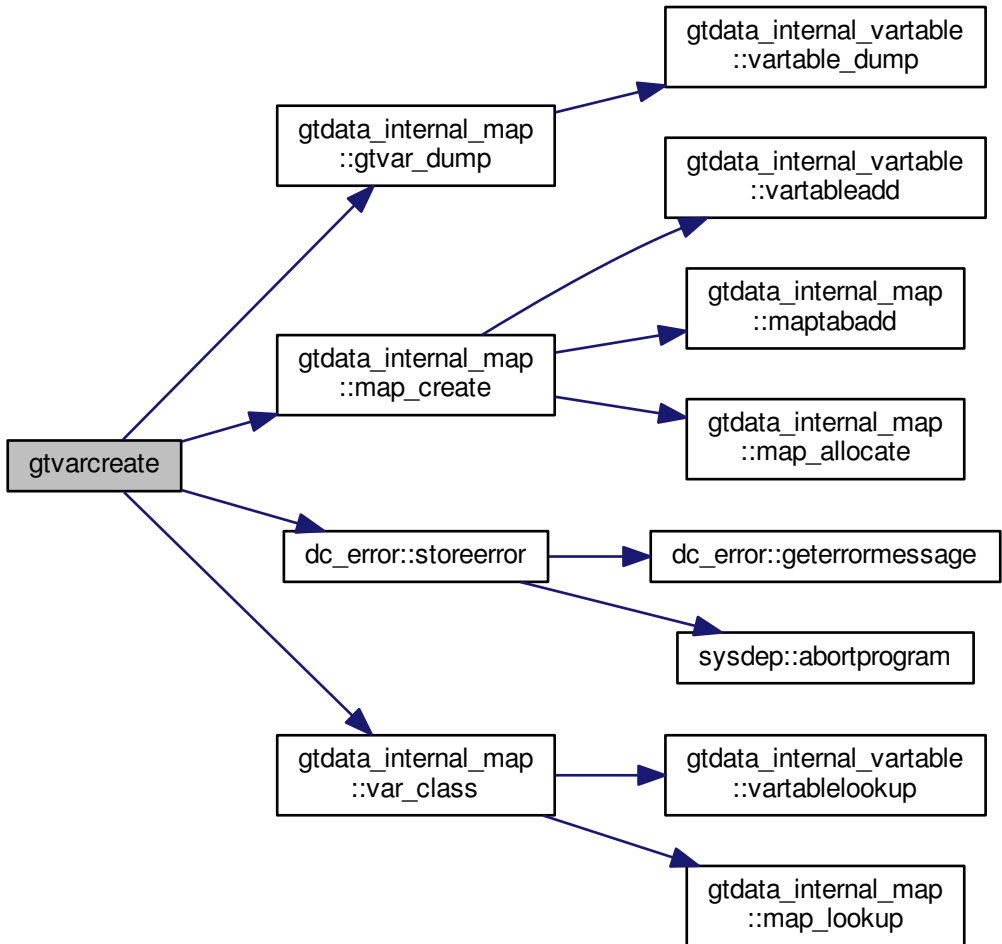 gtdata_internal_vartable
::vartable_dump
gtdata_internal_map
::gtvar_dump
gtdata_internal_vartable
::vartableadd
gtdata_internal_map
::maptabadd
gtdata_internal_map
::map_create
gtdata_internal_map
::map_allocate
gtvarcreate
dc_error::storeerror
dc_error::geterrormessage
sysdep::abortprogram
gtdata_internal_map
::var_class
gtdata_internal_vartable
::vartablelookup
gtdata_internal_map
::map_lookup